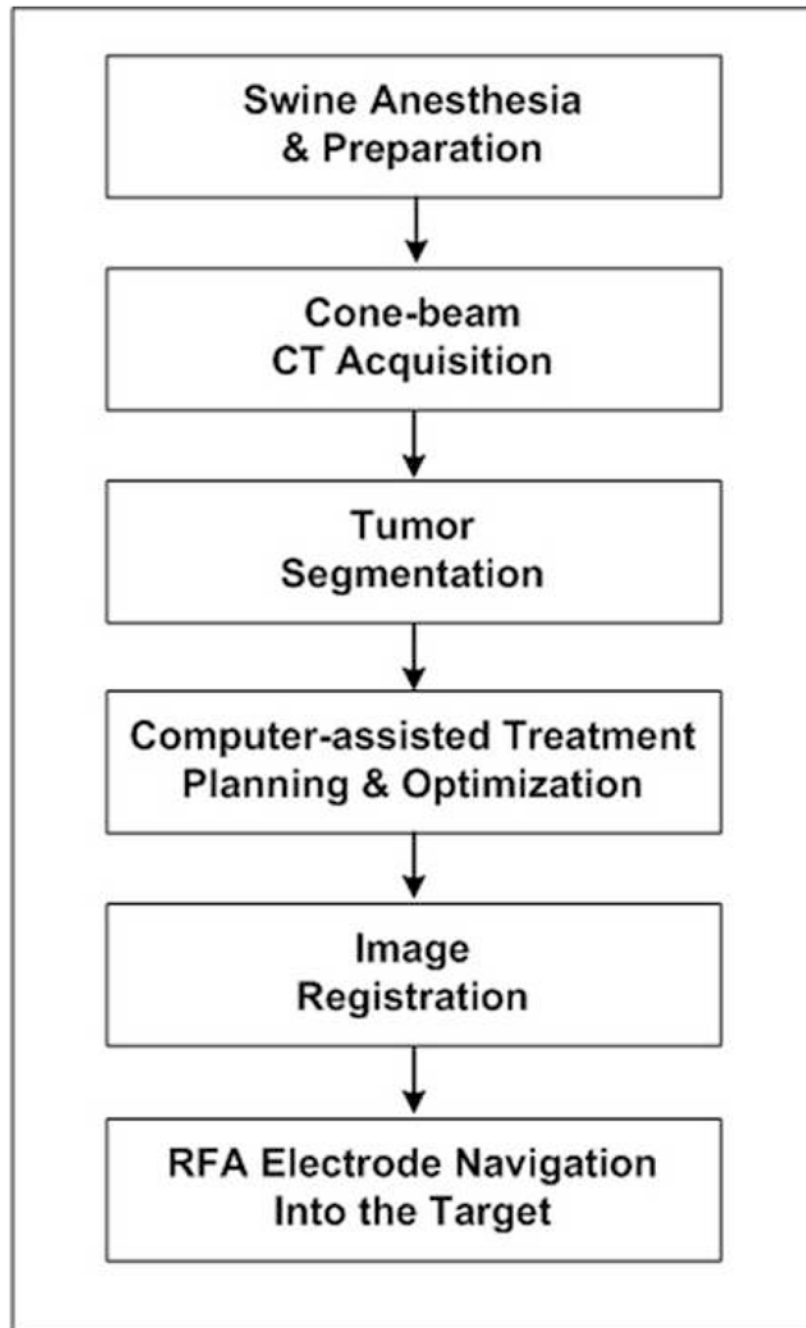 Swine Anesthesia
& Preparation
Cone-beam
CT Acquisition
Tumor
Segmentation
Computer-assisted Treatment
Planning & Optimization
Image
Registration
RFA Electrode Navigation
Into the Target